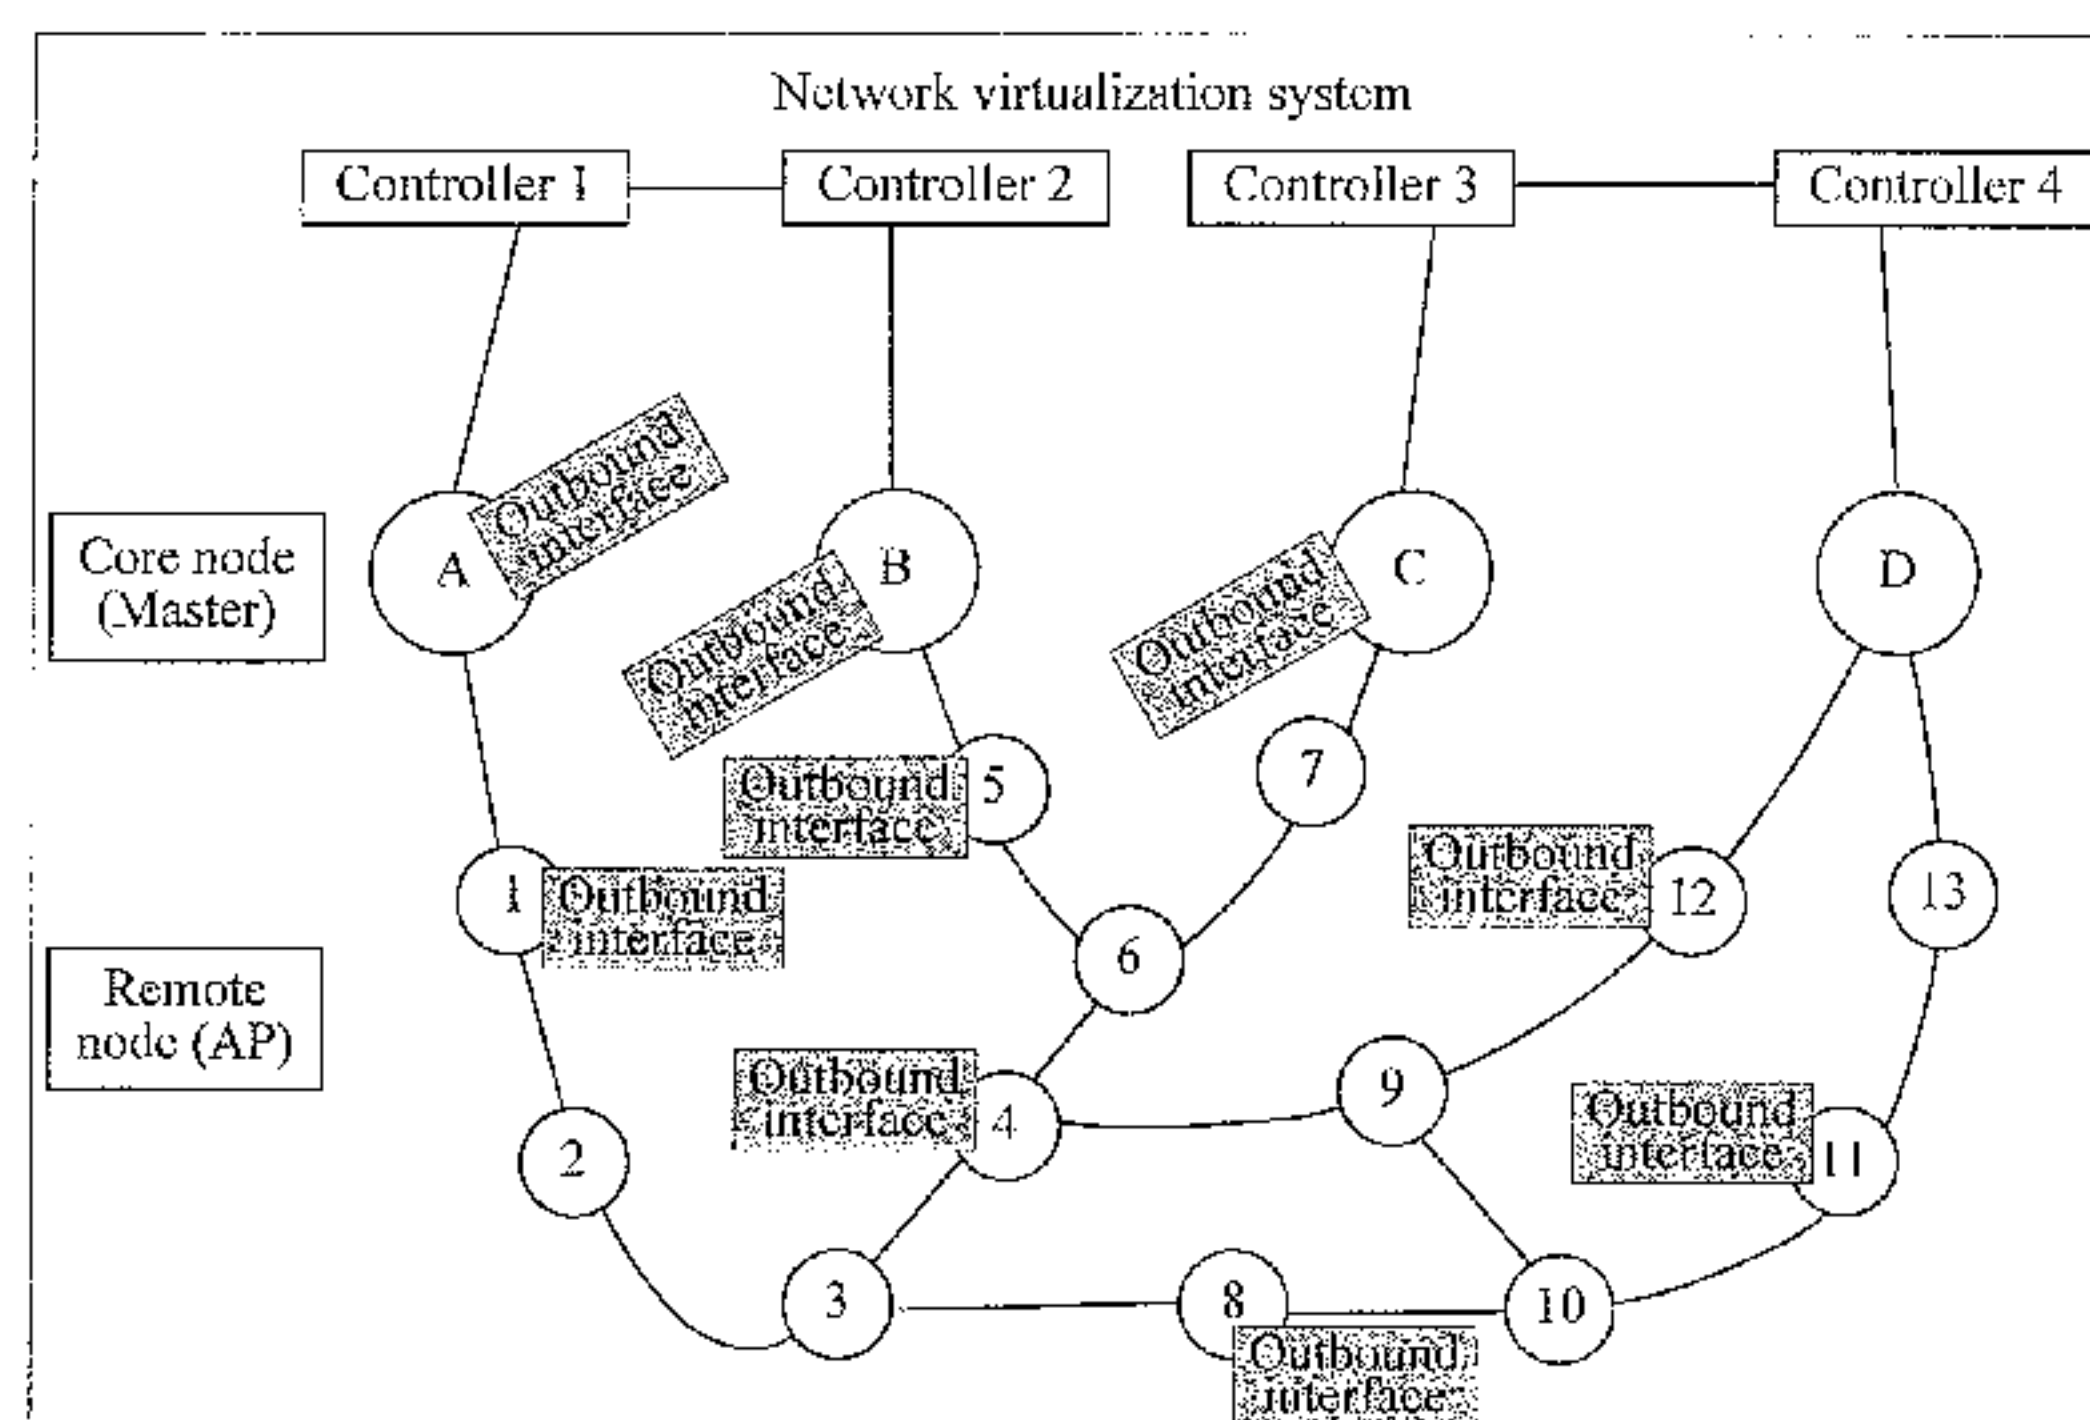 Network virtualization system
Controller 1
Controller 2
Controller 3
Controller 4
Outbound
interface
Core node
(Master)
A
B
C
D
Outbound
interface
Outbound
interface
5
7
Outbound
interface
Outbound
interface
12
13
1
Outbound
interface
6
Remote
node (AP)
Outbound
interface
4
9
Outbound
interface
11
2
3
8
10
Outbound
interface